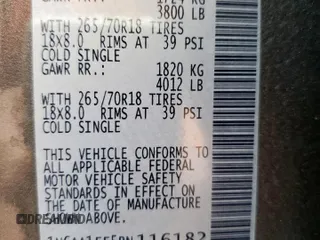 3800 LB
WITH 265/70R18 TIRES
18x8.0 RIMS AT 39 PSI
COLD SINGLE
GAWR RR.: 1820 KG
4012 LB
WITH 265/70R18 TIRES
18x8.0 RIMS AT 39 PSI
COLD SINGLE
THIS VEHICLE CONFORMS TO
ALL APPLICABLE FEDERAL
MOTOR VEHICLE SAFETY
STANDARDS IN EFFECT ON
THE DATE OF MANUFACTURE
SHOWN ABOVE.